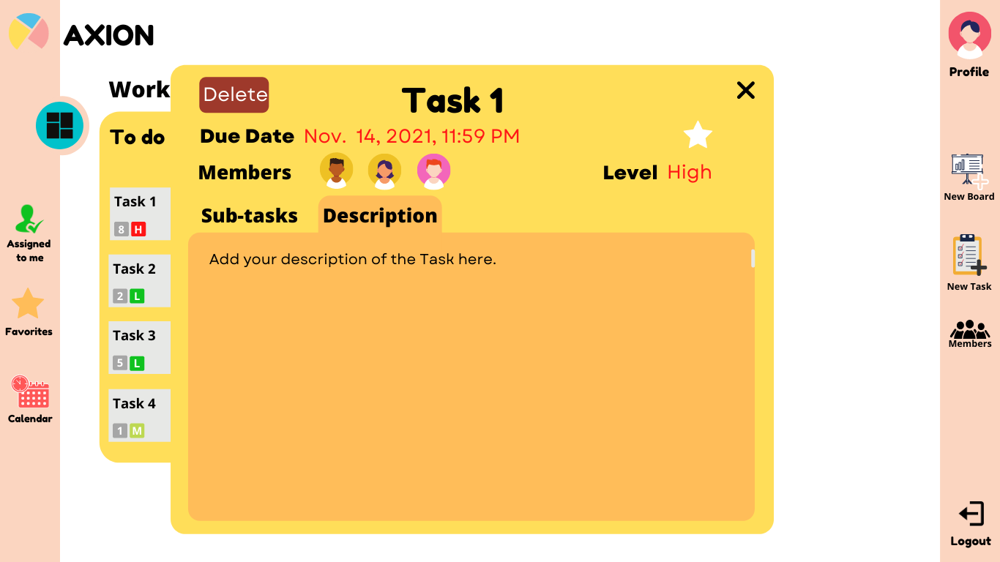 AXION
Profile
Work
Delete
Task 1
To do
Due Date Nov. 14, 2021, 11:59 PM
Members
Level High
Sub-tasks
Description
Add your description of the Task here.
Task 1
8 H
Task 2
2 L
Task 3
5 L
Task 4
1 M
Assigned
to me
Favorites
Calendar
New Board
New Task
Members
Logout